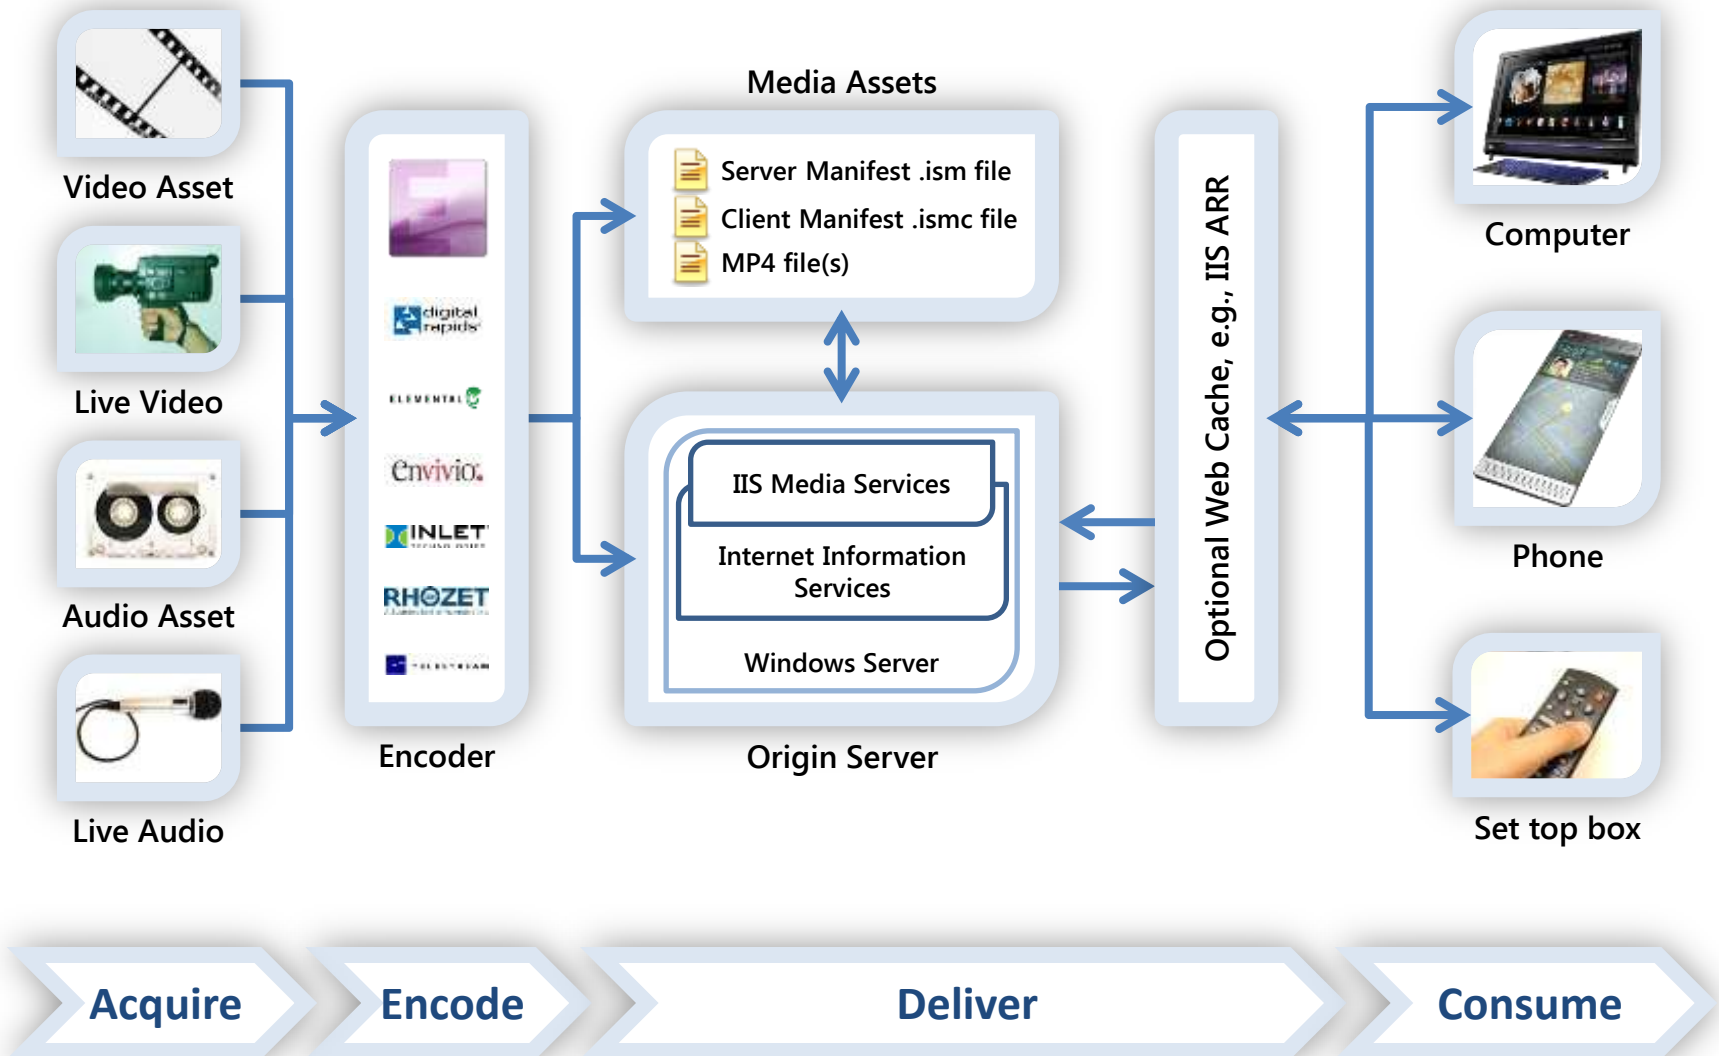 Video Asset
Live Video
Audio Asset
Live Audio
digital
rapids
ELEMENTAL
envivio
INLET
RHOZET
TELESTREAM
Encoder
Media Assets
Server Manifest .ism file
Client Manifest .ismc file
MP4 file(s)
IIS Media Services
Internet Information
Services
Windows Server
Origin Server
Optional Web Cache, e.g., IIS ARR
Computer
Phone
Set top box
Acquire
Encode
Deliver
Consume